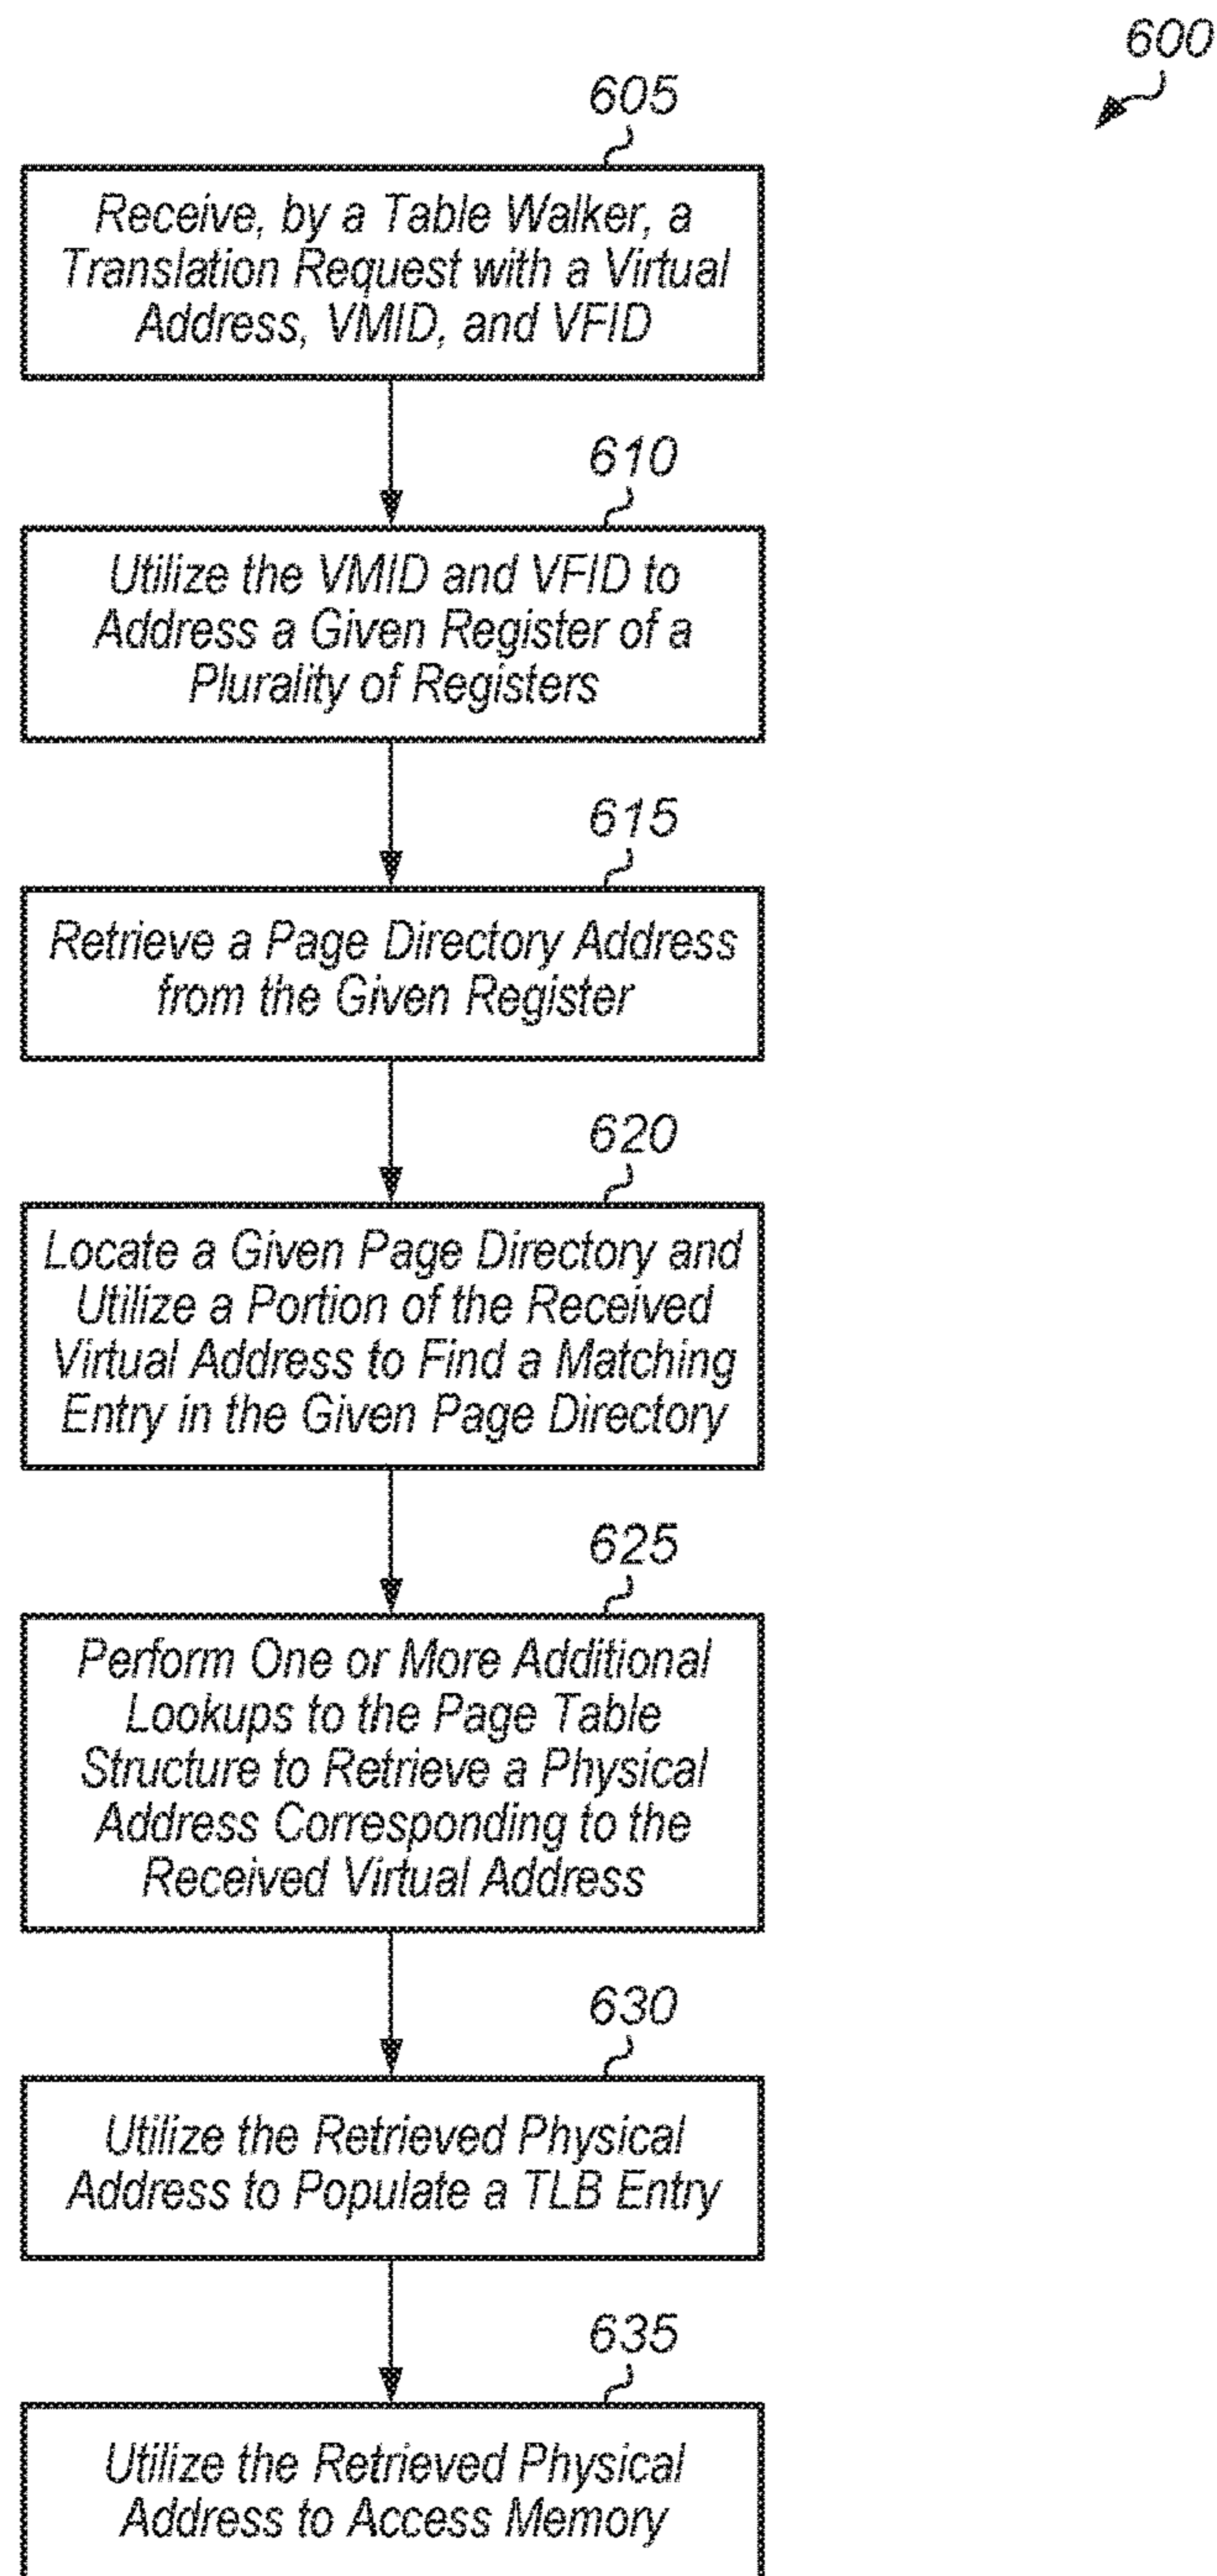 600
605
Receive, by a Table Walker, a
Translation Request with a Virtual
Address, VMID, and VFID
610
Utilize the VMID and VFID to
Address a Given Register of a
Plurality of Registers
615
Retrieve a Page Directory Address
from the Given Register
620
Locate a Given Page Directory and
Utilize a Portion of the Received
Virtual Address to Find a Matching
Entry in the Given Page Directory
625
Perform One or More Additional
Lookups to the Page Table
Structure to Retrieve a Physical
Address Corresponding to the
Received Virtual Address
630
Utilize the Retrieved Physical
Address to Populate a TLB Entry
635
Utilize the Retrieved Physical
Address to Access Memory